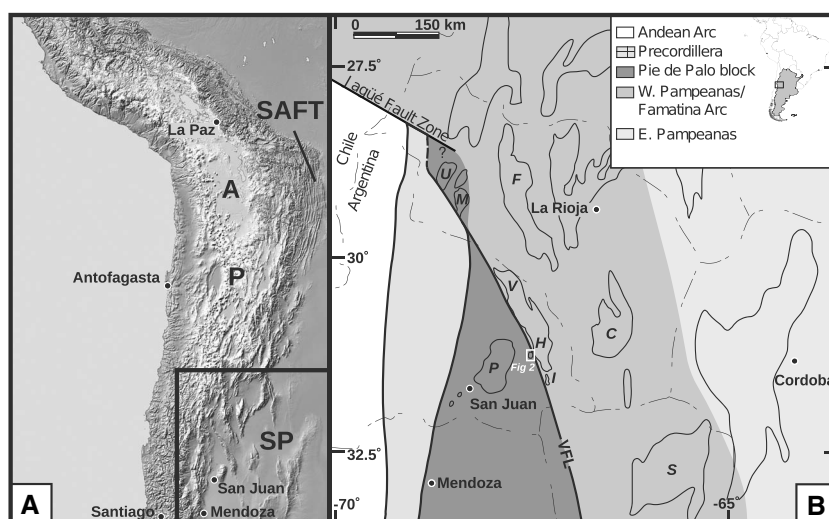 SAFT
La Paz
A
Antofagasta
P
SP
San Juan
Santiago
Mendoza
A
0 150 km
27.5°
Lagüé Fault Zone
Chile
Argentina
?
U
M
F
La Rioja
30°
V
H
C
P
Fig 2
I
San Juan
Cordoba
VFL
32.5°
Mendoza
S
-70°
-65°
B
Andean Arc
Precordillera
Pie de Palo block
W. Pampeanas/
Famatina Arc
E. Pampeanas